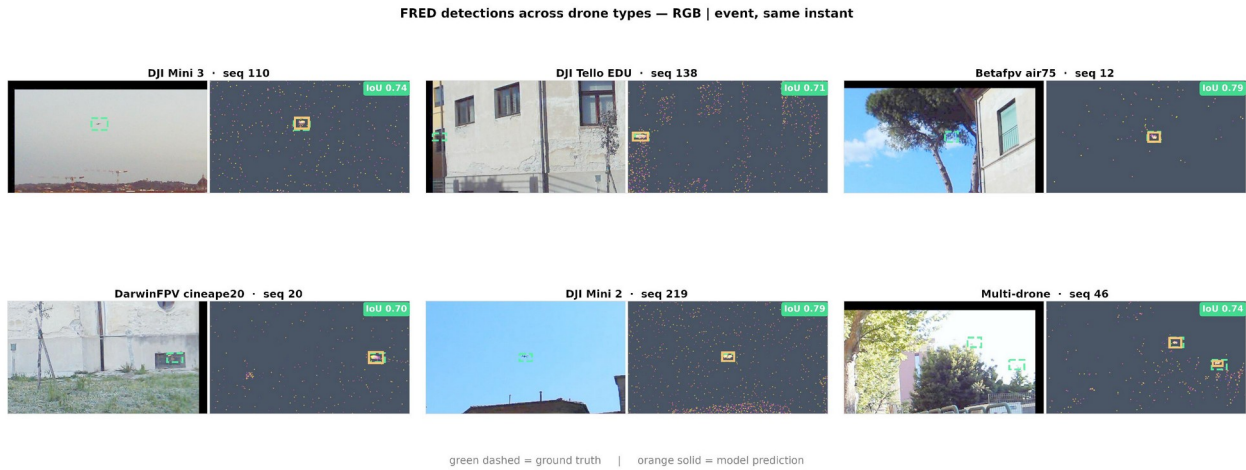 FRED detections across drone types — RGB | event, same instant
DJI Mini 3 · seq 110
IoU 0.74
DJI Tello EDU · seq 138
IoU 0.71
Betafpv air75 · seq 12
IoU 0.79
DarwinFPV cineape20 · seq 20
IoU 0.70
DJI Mini 2 · seq 219
IoU 0.79
Multi-drone · seq 46
IoU 0.74
green dashed = ground truth | orange solid = model prediction